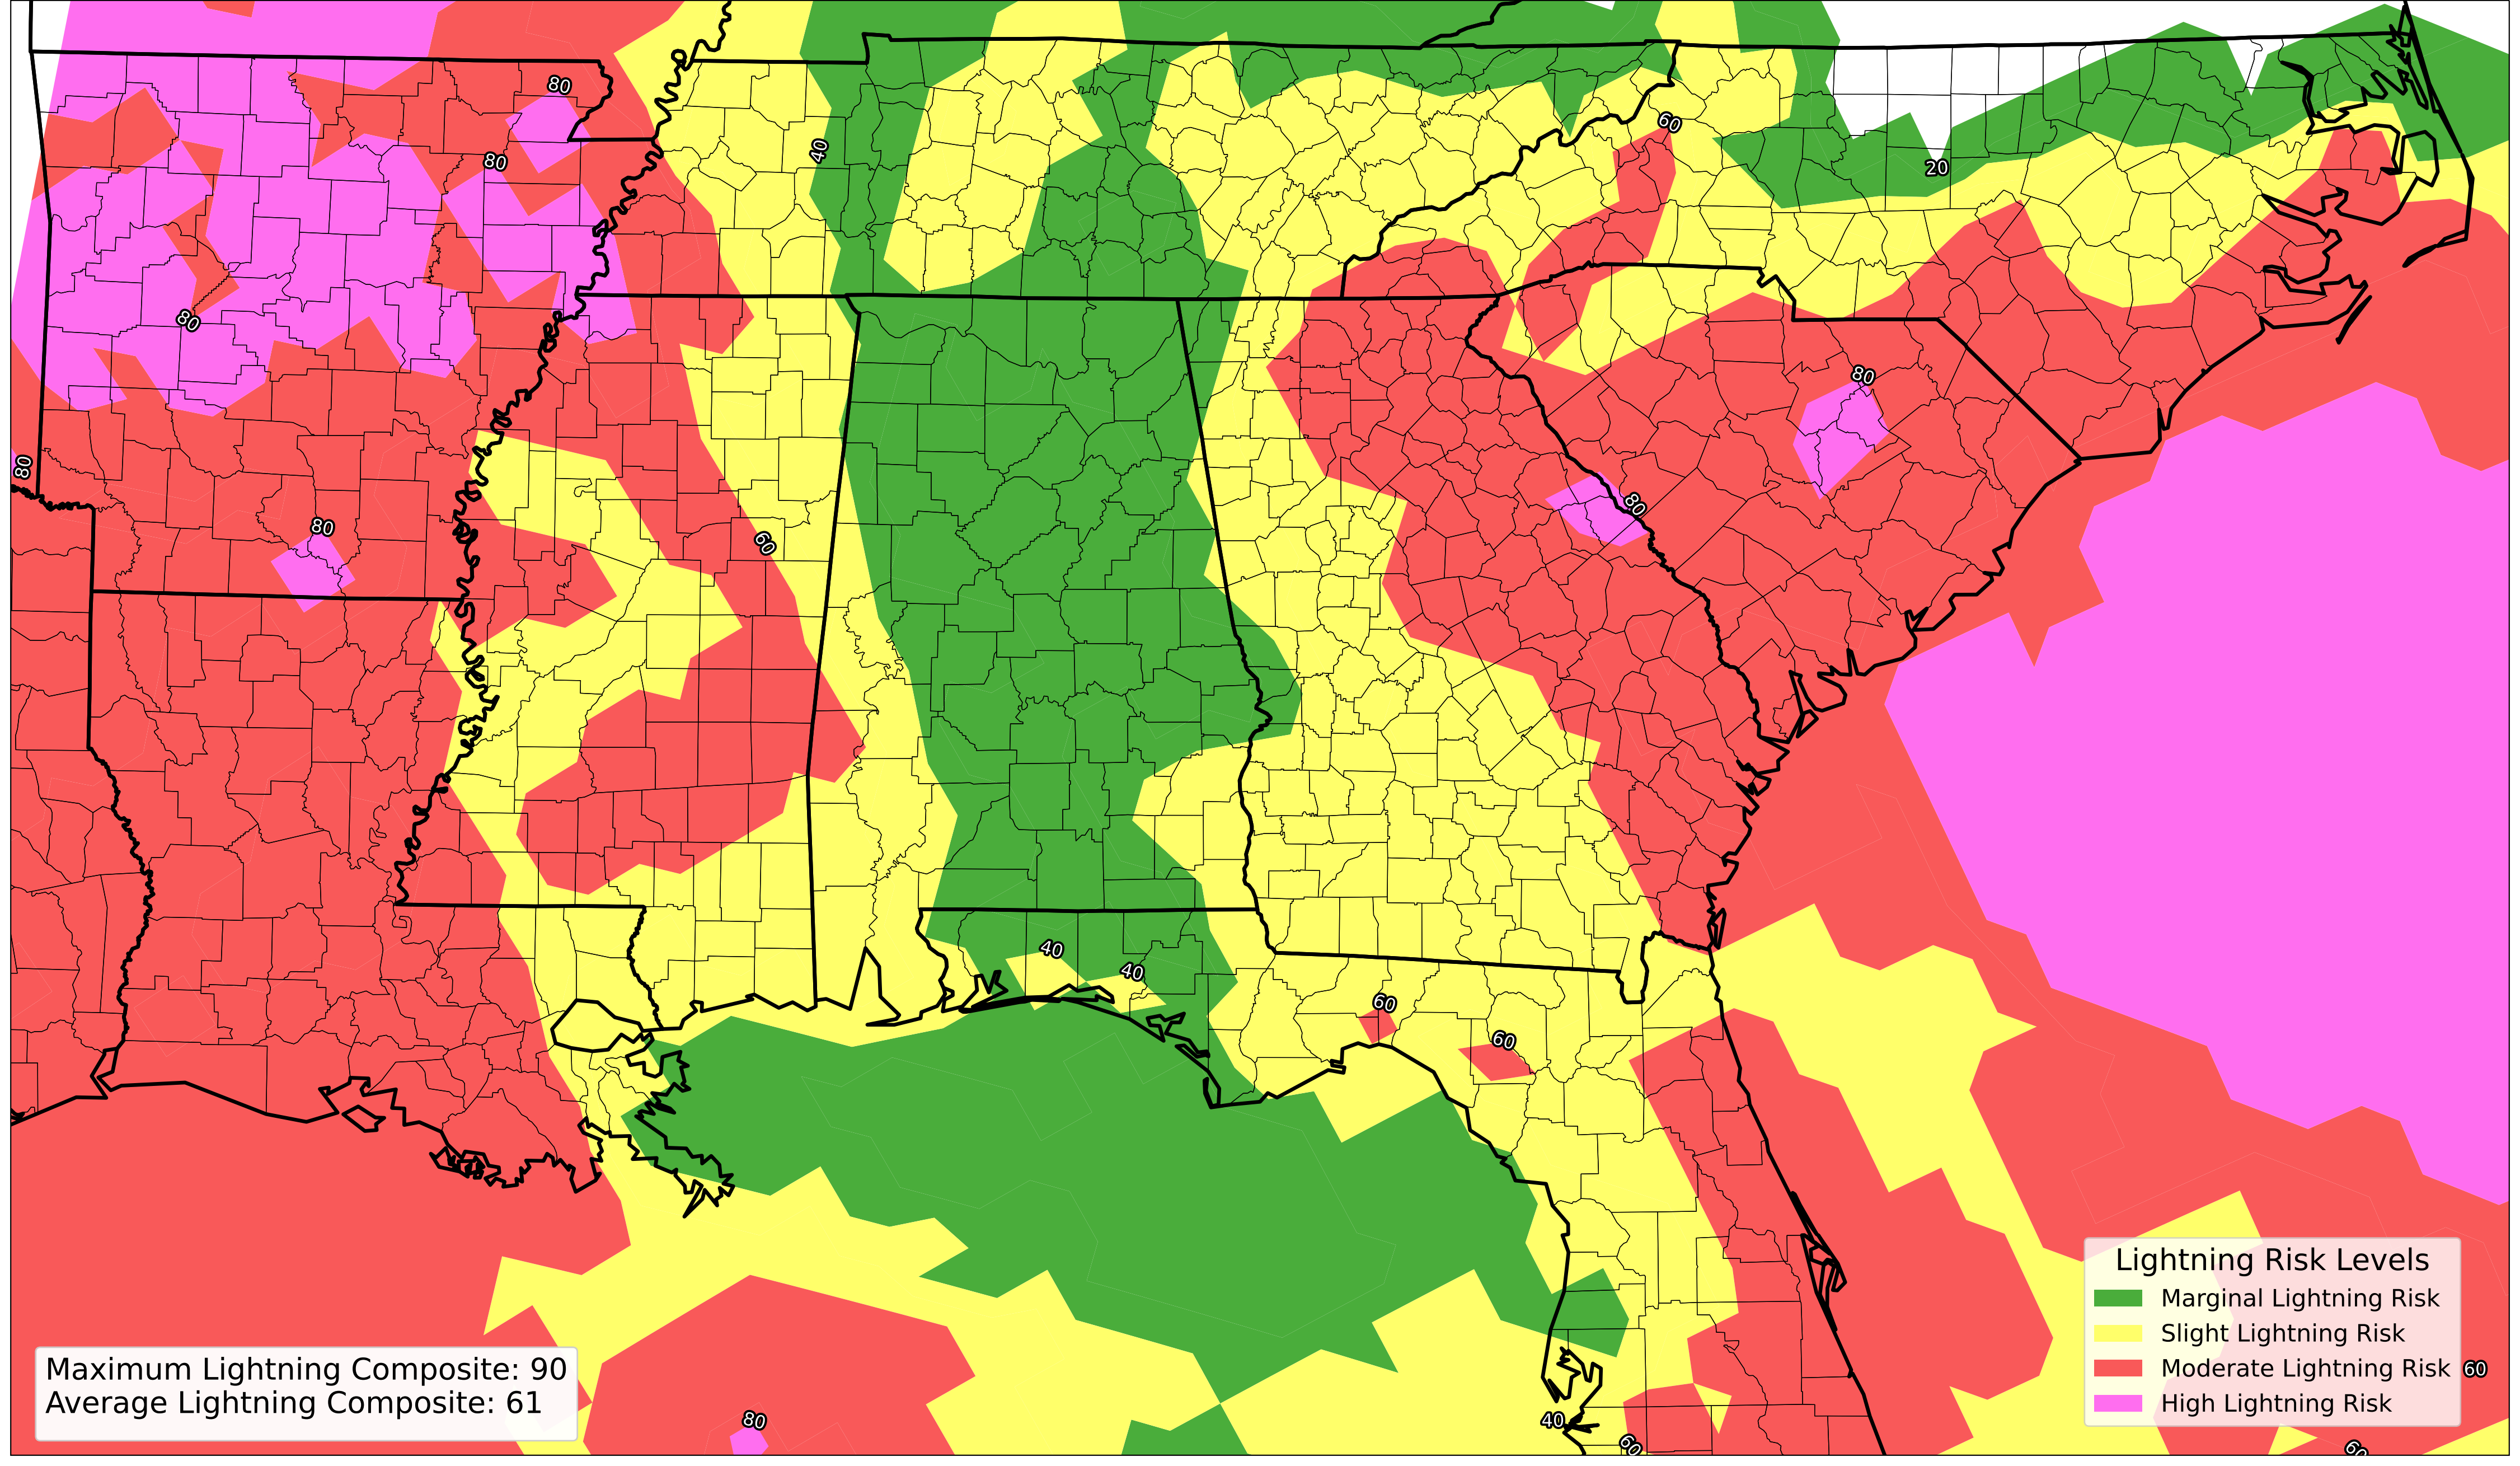 80
60
40
80
20
80
80
80
80
80
60
40
40
60
60
Lightning Risk Levels
Marginal Lightning Risk
Slight Lightning Risk
Moderate Lightning Risk
High Lightning Risk
60
Maximum Lightning Composite: 90
Average Lightning Composite: 61
80
40
60
60